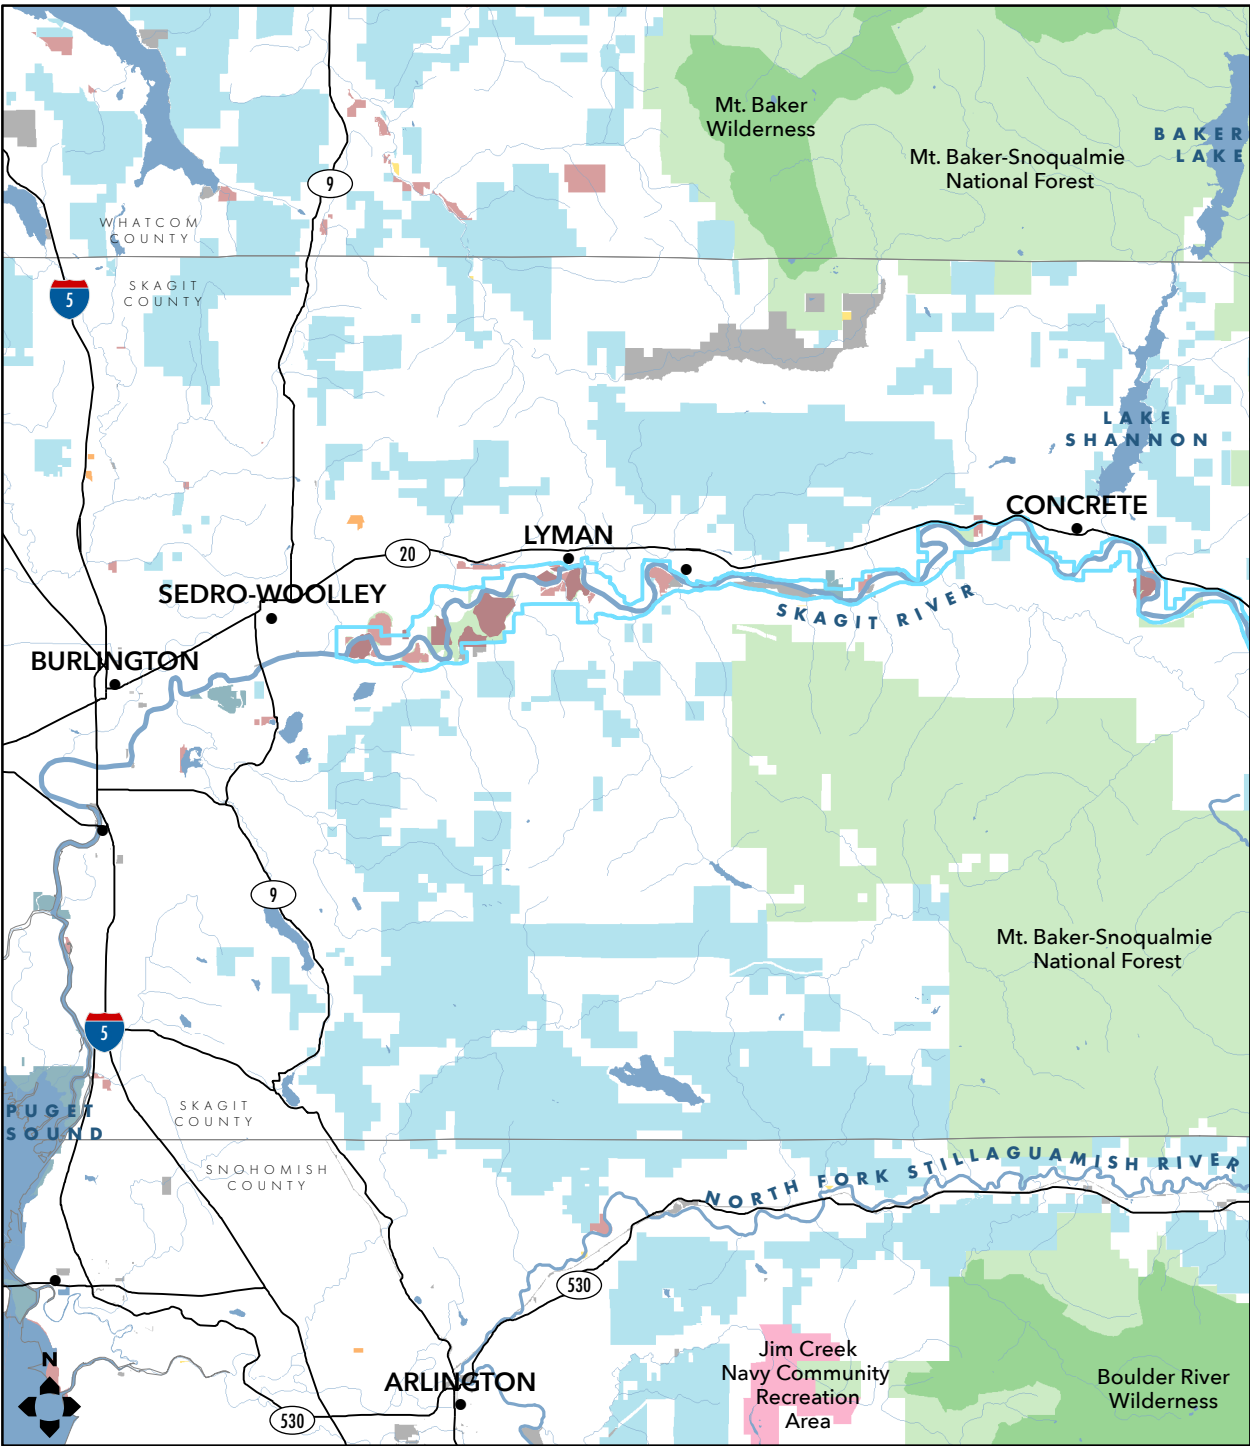 Mt. Baker
Wilderness
BAKER
LAKE
Mt. Baker-Snoqualmie
National Forest
9
WHATCOM
COUNTY
SKAGIT
COUNTY
5
LAKE
SHANNON
CONCRETE
LYMAN
20
SEDRO-WOOLLEY
SKAGIT RIVER
BURLINGTON
9
Mt. Baker-Snoqualmie
National Forest
5
PUGET
SOUND
SKAGIT
COUNTY
SNOHOMISH
COUNTY
NORTH FORK STILLAGUAMISH RIVER
530
Jim Creek
Navy Community
Recreation
Area
N
ARLINGTON
Boulder River
Wilderness
530